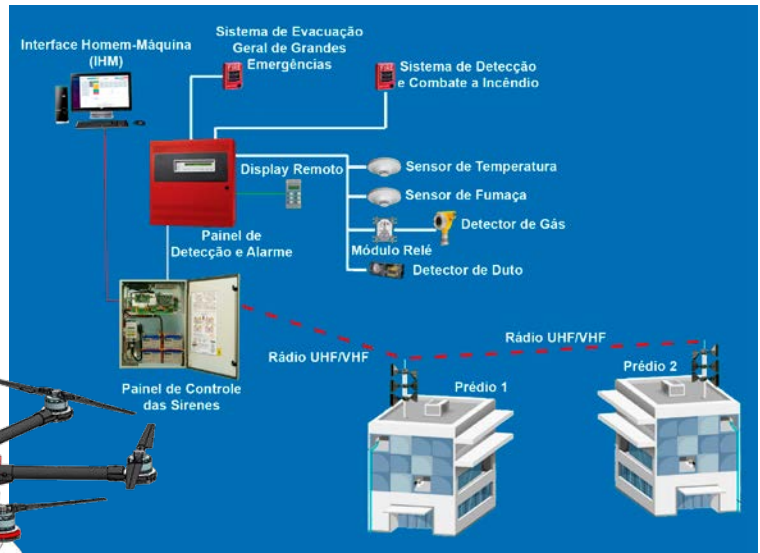 Interface Homem-Máquina
(IHM)
Sistema de Evacuação
Geral de Grandes
Emergências
Sistema de Detecção
e Combate a Incêndio
FIRE
FIRE
Display Remoto
Sensor de Temperatura
Sensor de Fumaça
Detector de Gás
Módulo Relé
Detector de Duto
Painel de
Detecção e Alarme
Painel de Controle
das Sirenes
Rádio UHF/VHF
Rádio UHF/VHF
Prédio 1
Prédio 2